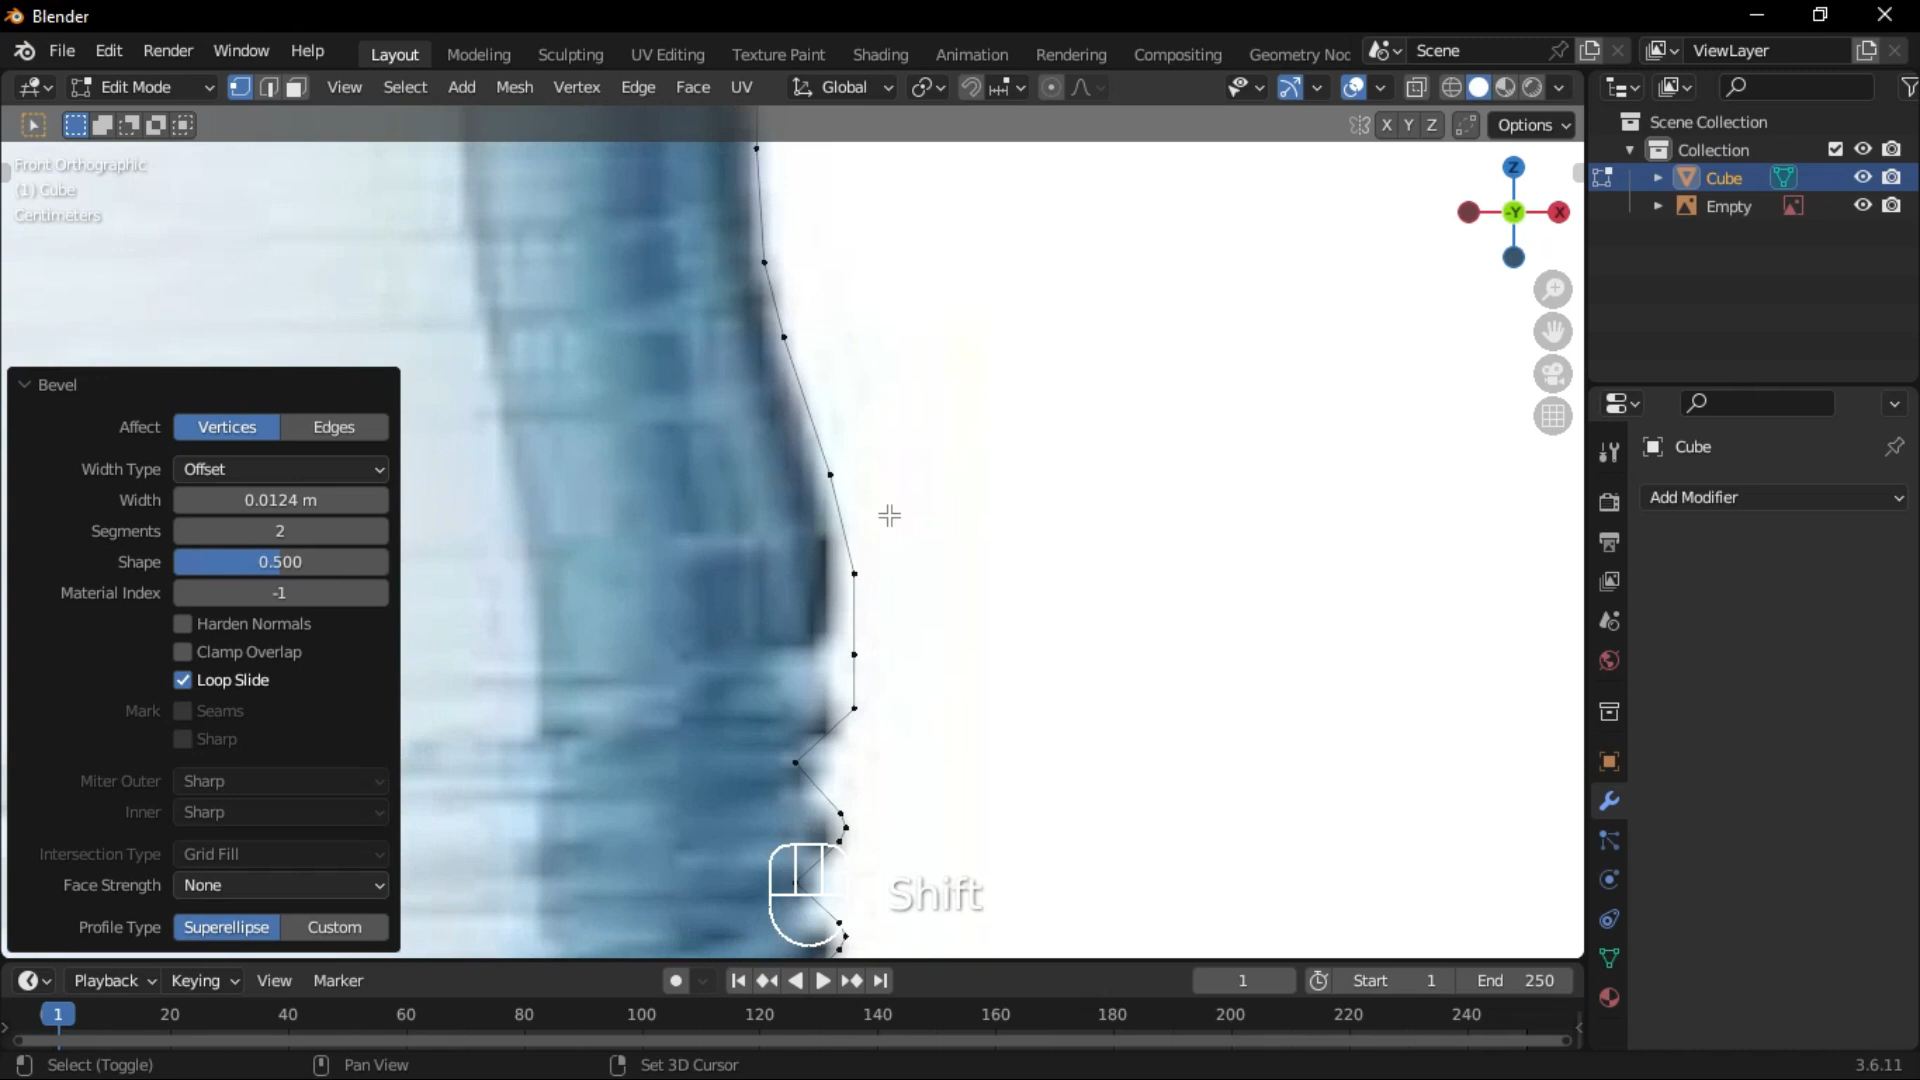 Blender
File Edit Render Window Help Layout Modeling Sculpting UV Editing Texture Paint Shading Animation Rendering Compositing Geometry Noc Scene ViewLayer
Edit Mode View Select Add Mesh Vertex Edge Face UV Global
X Y Z Options
Front Orthographic
(1) Cube
Centimeters
Z
-Y
X
Scene Collection
Collection
Cube
Empty
Cube
Add Modifier
Bevel
Affect Vertices Edges
Width Type Offset
Width 0.0124 m
Segments 2
Shape 0.500
Material Index -1
Harden Normals
Clamp Overlap
Loop Slide
Mark Seams
Sharp
Miter Outer Sharp
Inner Sharp
Intersection Type Grid Fill
Face Strength None
Profile Type Superellipse Custom
Shift
Playback Keying View Marker 1 Start 1 End 250
1 20 40 60 80 100 120 140 160 180 200 220 240
Select (Toggle) Pan View Set 3D Cursor 3.6.11